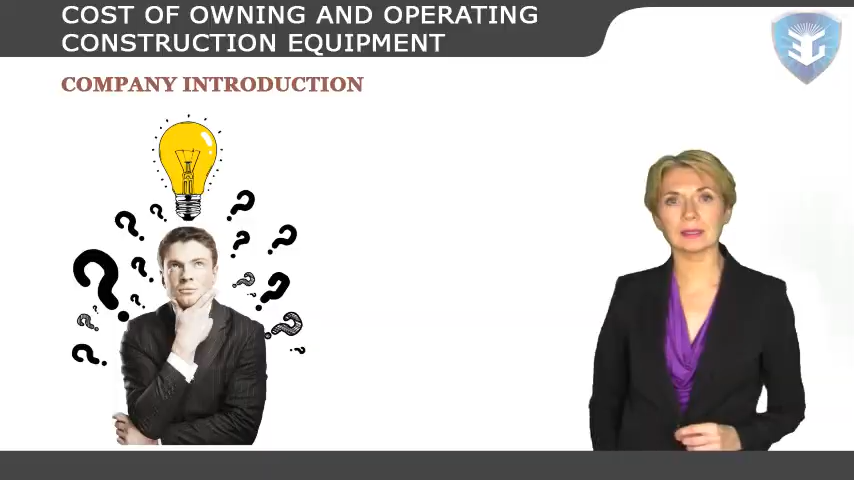 COST OF OWNING AND OPERATING
CONSTRUCTION EQUIPMENT
COMPANY INTRODUCTION